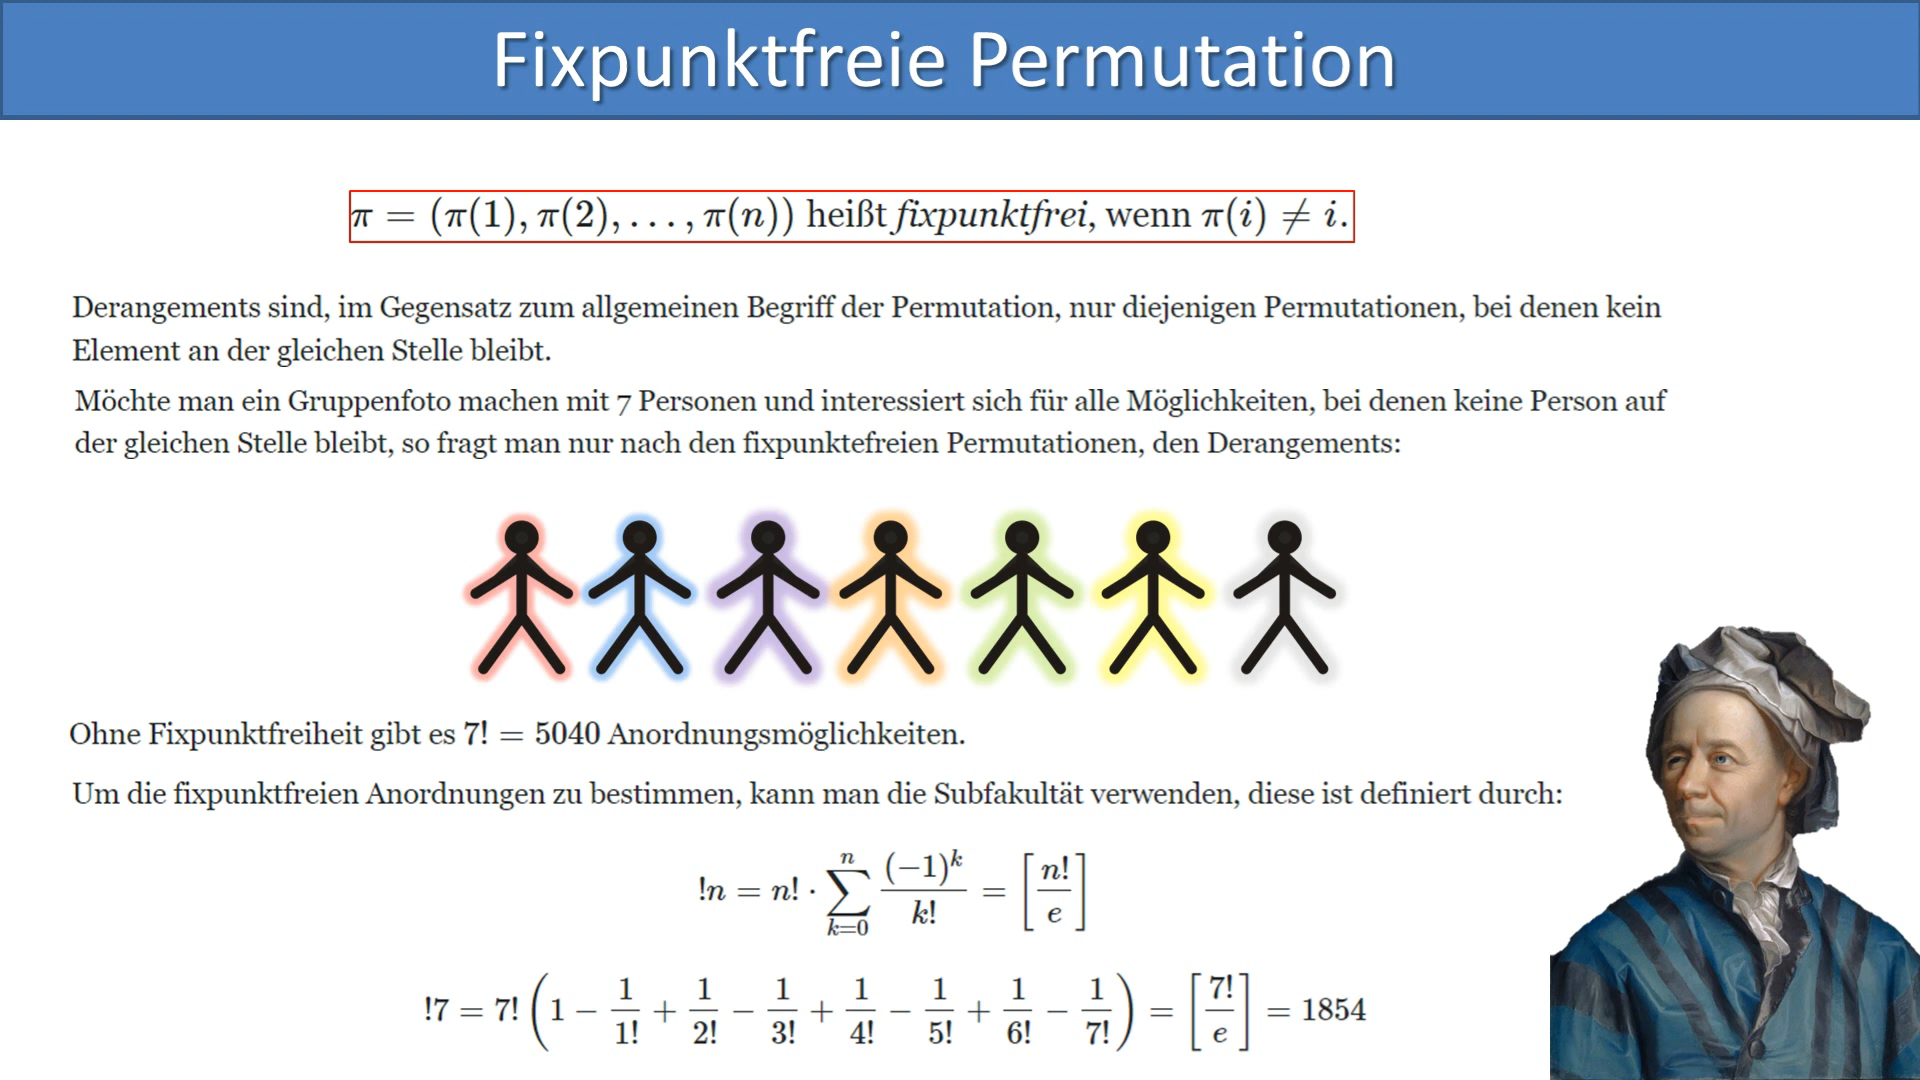 Fixpunktfreie Permutation
π = (π(1), π(2), . . . , π(n)) heißt fixpunktfrei, wenn π(i) ≠ i.
Derangements sind, im Gegensatz zum allgemeinen Begriff der Permutation, nur diejenigen Permutationen, bei denen kein
Element an der gleichen Stelle bleibt.
Möchte man ein Gruppenfoto machen mit 7 Personen und interessiert sich für alle Möglichkeiten, bei denen keine Person auf
der gleichen Stelle bleibt, so fragt man nur nach den fixpunktefreien Permutationen, den Derangements:
Ohne Fixpunktfreiheit gibt es 7! = 5040 Anordnungsmöglichkeiten.
Um die fixpunktfreien Anordnungen zu bestimmen, kann man die Subfakultät verwenden, diese ist definiert durch:
!n = n! · ∑_{k=0}^{n} (−1)^k / k! = [n! / e]
!7 = 7! (1 − 1/1! + 1/2! − 1/3! + 1/4! − 1/5! + 1/6! − 1/7!) = [7! / e] = 1854